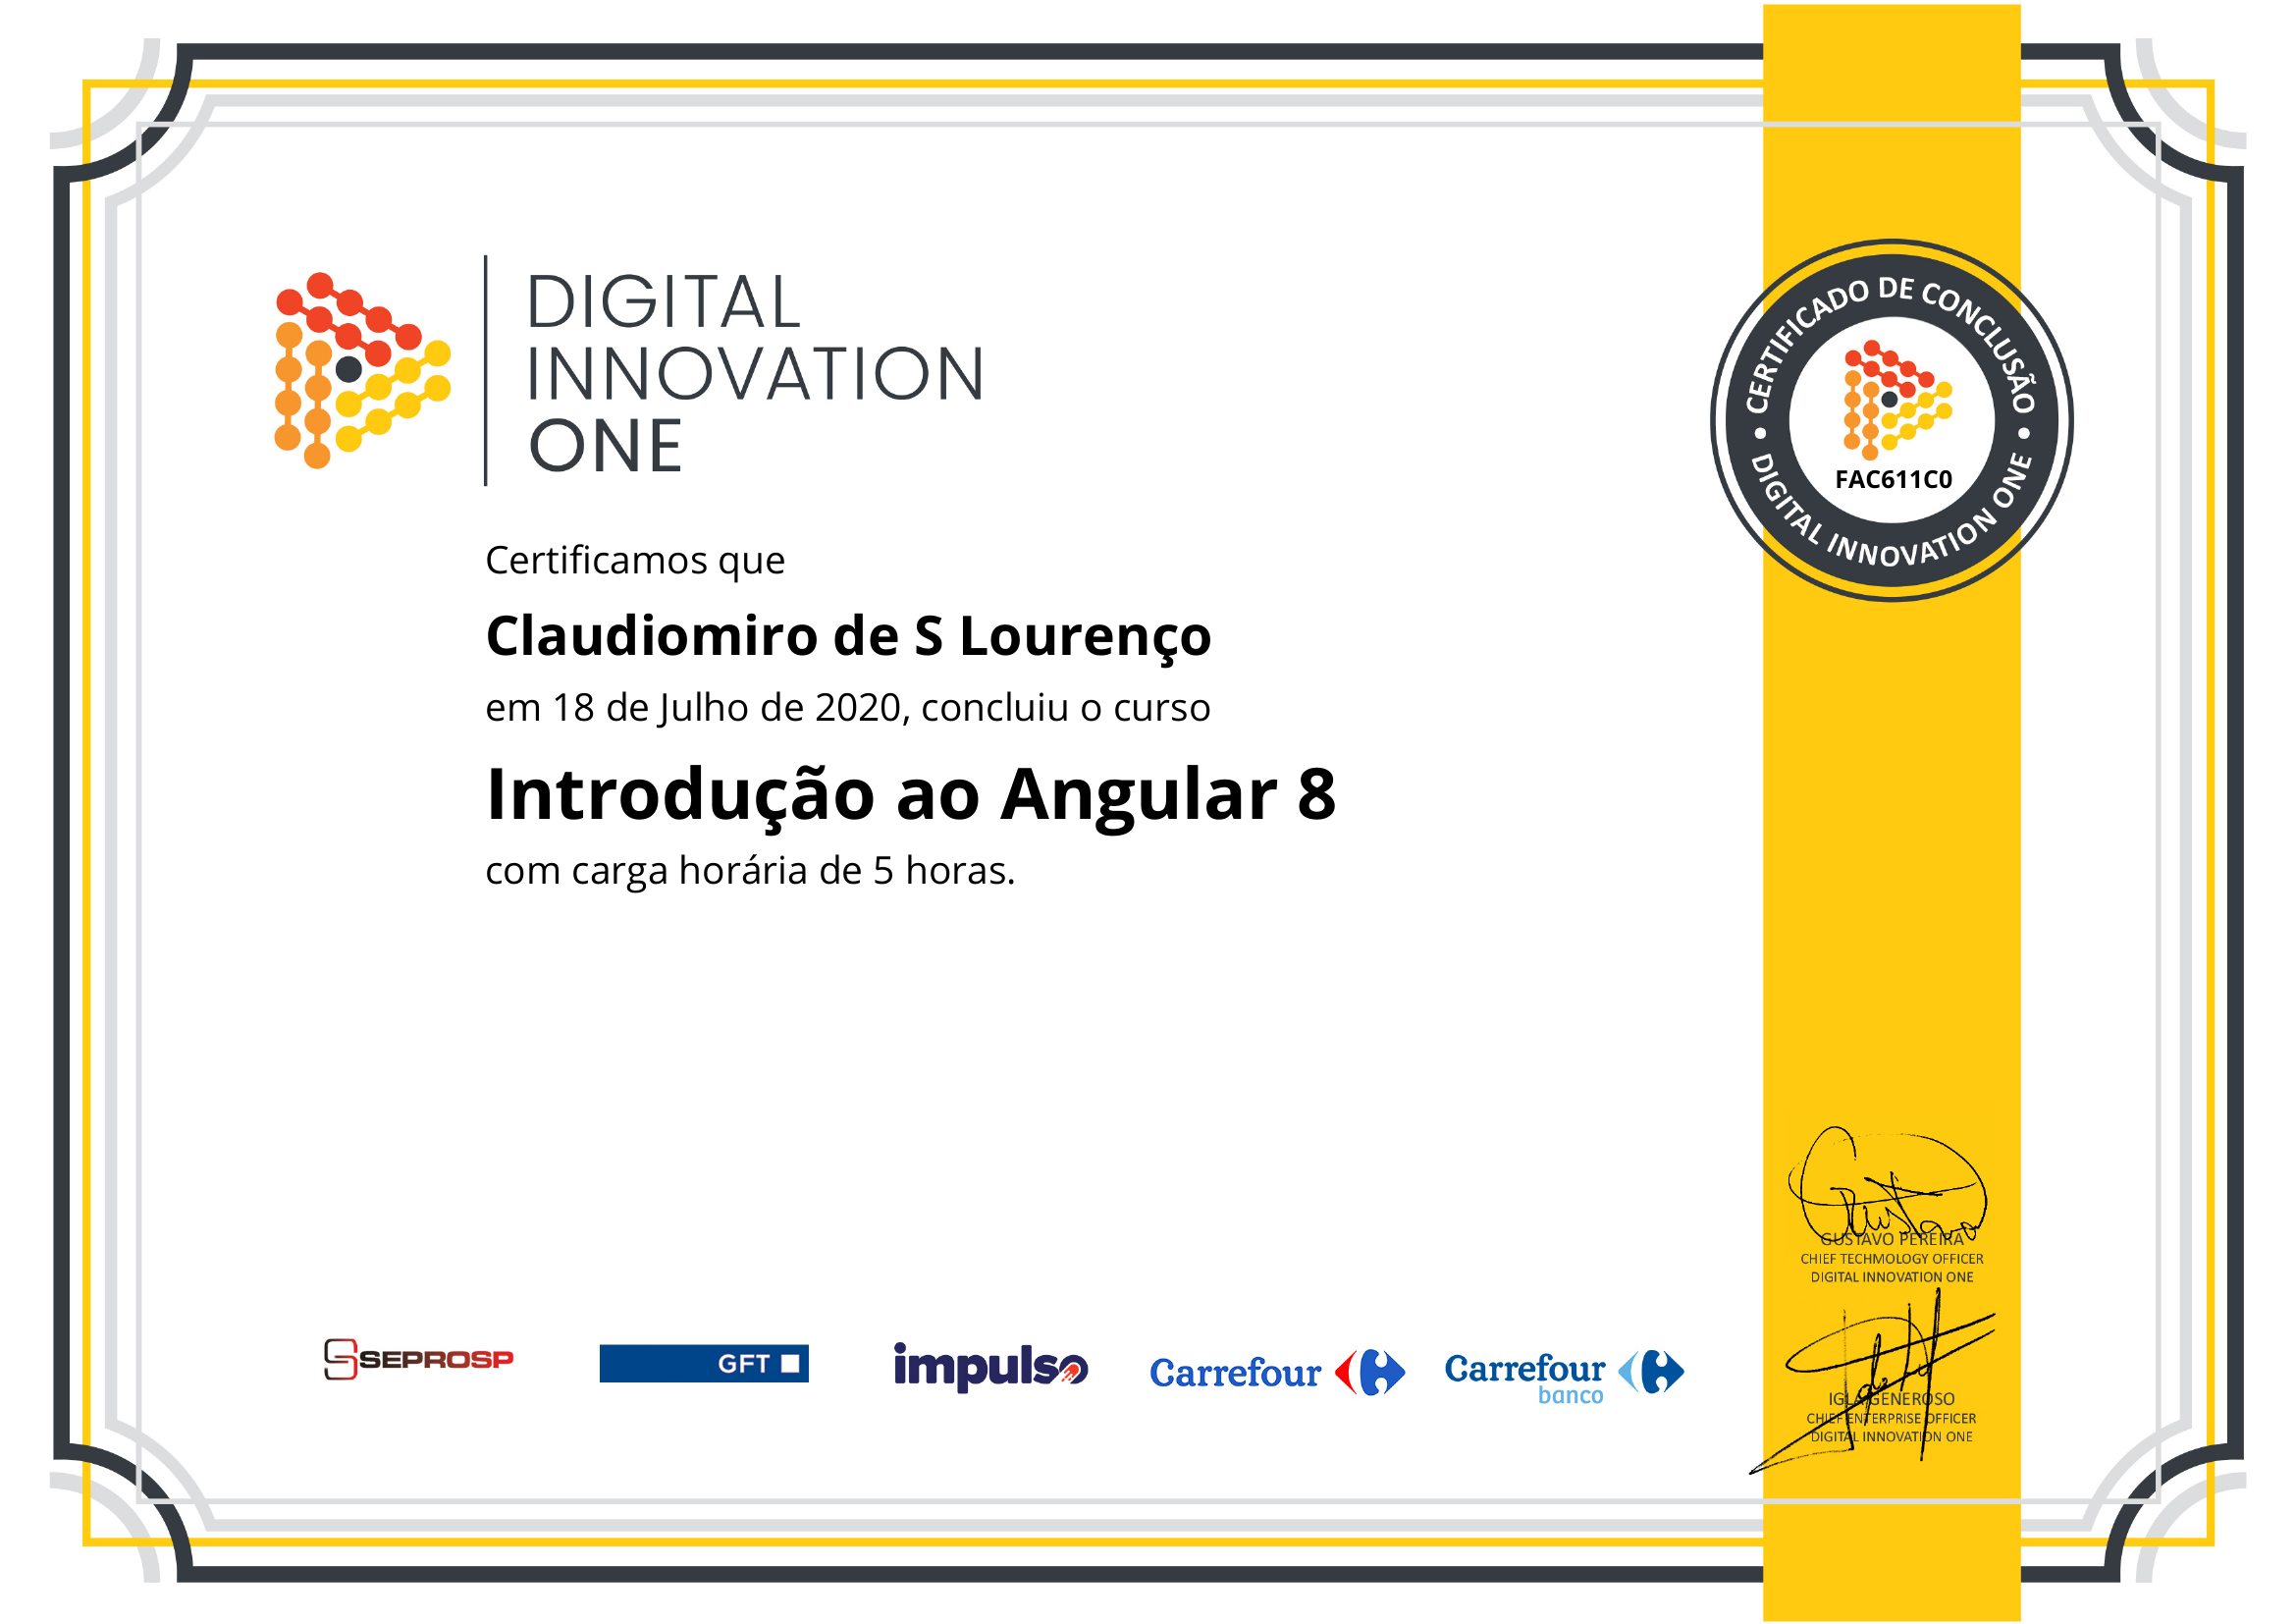 DIGITAL
INNOVATION
ONE
CERTIFICADO DE CONCLUSÃO
FAC611C0
DIGITAL INNOVATION ONE
Certificamos que
Claudiomiro de S Lourenço
em 18 de Julho de 2020, concluiu o curso
Introdução ao Angular 8
com carga horária de 5 horas.
Gustavo
GUSTAVO PEREIRA
CHIEF TECHMOLOGY OFFICER
DIGITAL INNOVATION ONE
IGLA GENEROSO
CHIEF ENTERPRISE OFFICER
DIGITAL INNOVATION ONE
SEPROSP
GFT
impulso
Carrefour
Carrefour
banco